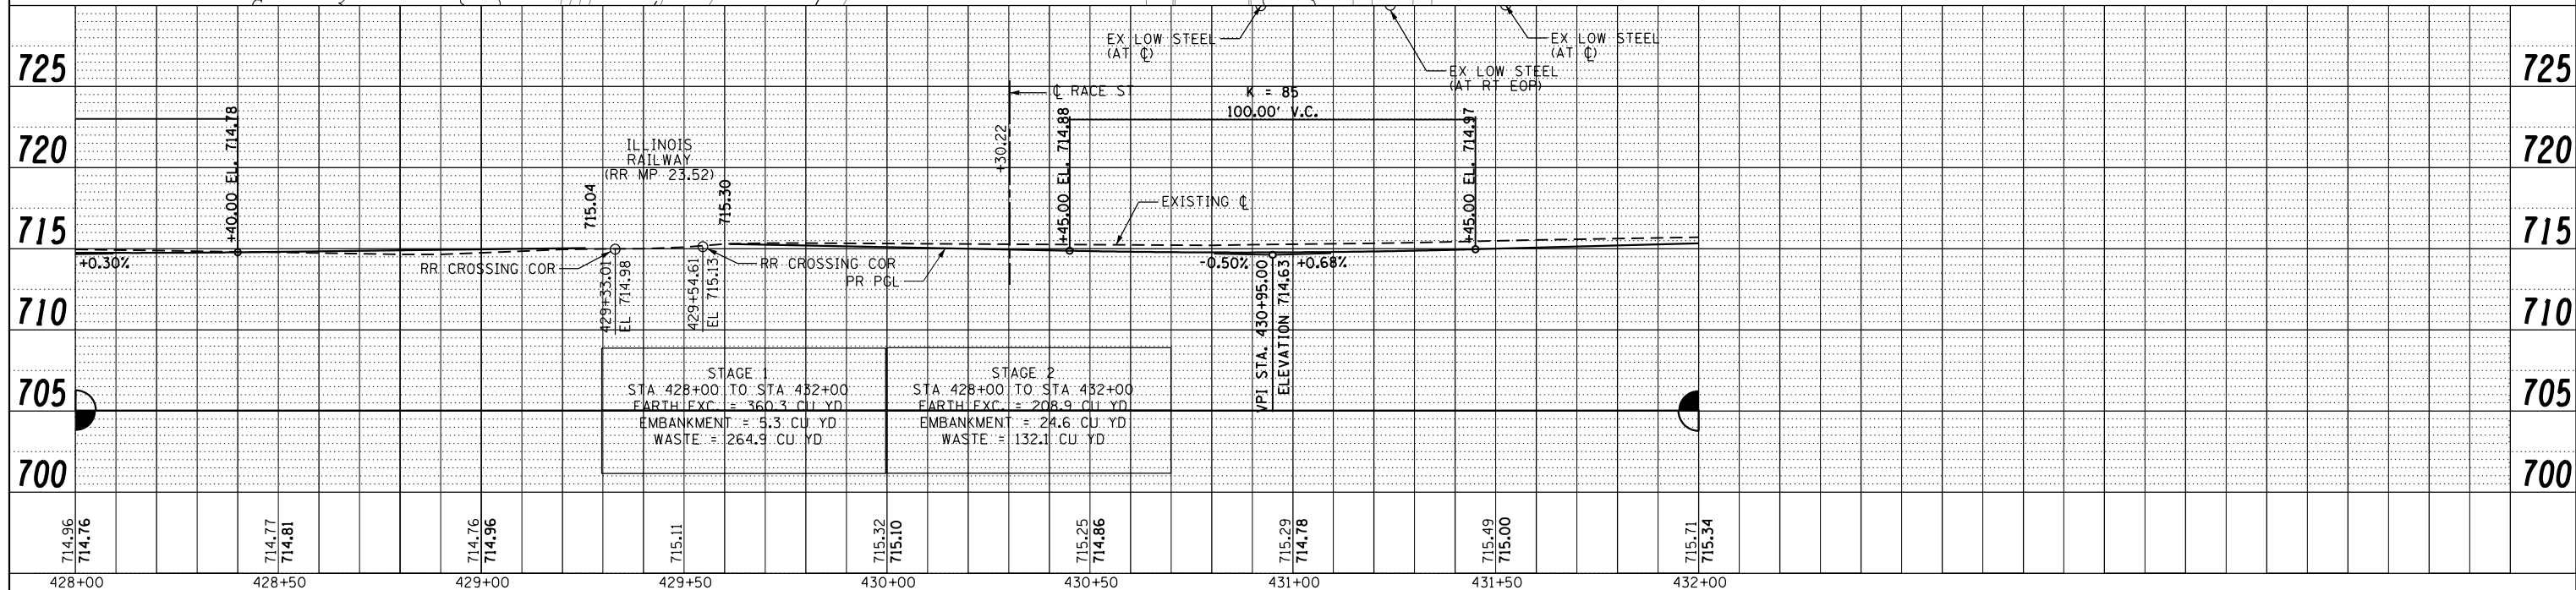 EX LOW STEEL
(AT ℄)
EX LOW STEEL
(AT ℄)
EX LOW STEEL
(AT RT EOP)
725
725
℄ RACE ST
K = 85
100.00' V.C.
+40.00 EL. 714.78
+30.22
+45.00 EL. 714.88
+45.00 EL. 714.97
720
720
ILLINOIS
RAILWAY
(RR MP 23.52)
715.04
715.30
EXISTING ℄
715
715
+0.30%
RR CROSSING COR
RR CROSSING COR
PR PGL
-0.50%
+0.68%
429+33.01
EL 714.98
429+54.61
EL 715.13
VPI STA. 430+95.00
ELEVATION 714.63
710
710
STAGE 1
STA 428+00 TO STA 432+00
EARTH EXC. = 360.3 CU YD
EMBANKMENT = 5.3 CU YD
WASTE = 264.9 CU YD
STAGE 2
STA 428+00 TO STA 432+00
EARTH EXC. = 208.9 CU YD
EMBANKMENT = 24.6 CU YD
WASTE = 132.1 CU YD
705
705
700
700
714.96
714.76
714.77
714.81
714.76
714.96
715.11
715.32
715.10
715.25
714.86
715.29
714.78
715.49
715.00
715.71
715.34
428+00
428+50
429+00
429+50
430+00
430+50
431+00
431+50
432+00